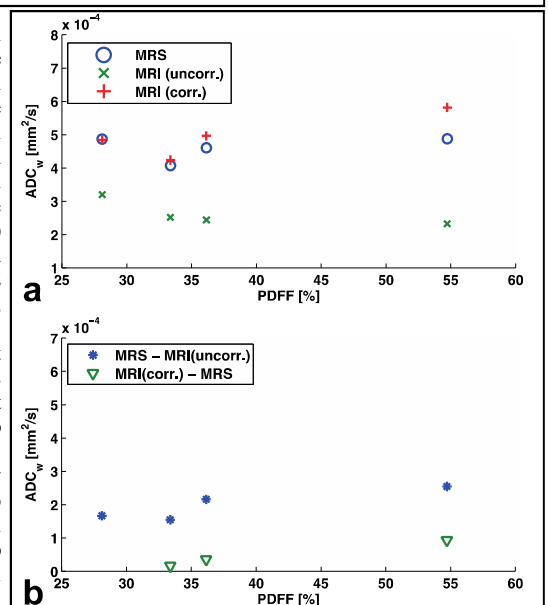 x 10⁻⁴
8
7
6
5
4
3
2
1
ADCw [mm²/s]
MRS
MRI (uncorr.)
MRI (corr.)
25 30 35 40 45 50 55 60
PDFF [%]
a
x 10⁻⁴
7
6
5
4
3
2
1
0
ADCw [mm²/s]
MRS – MRI(uncorr.)
MRI(corr.) – MRS
25 30 35 40 45 50 55 60
PDFF [%]
b